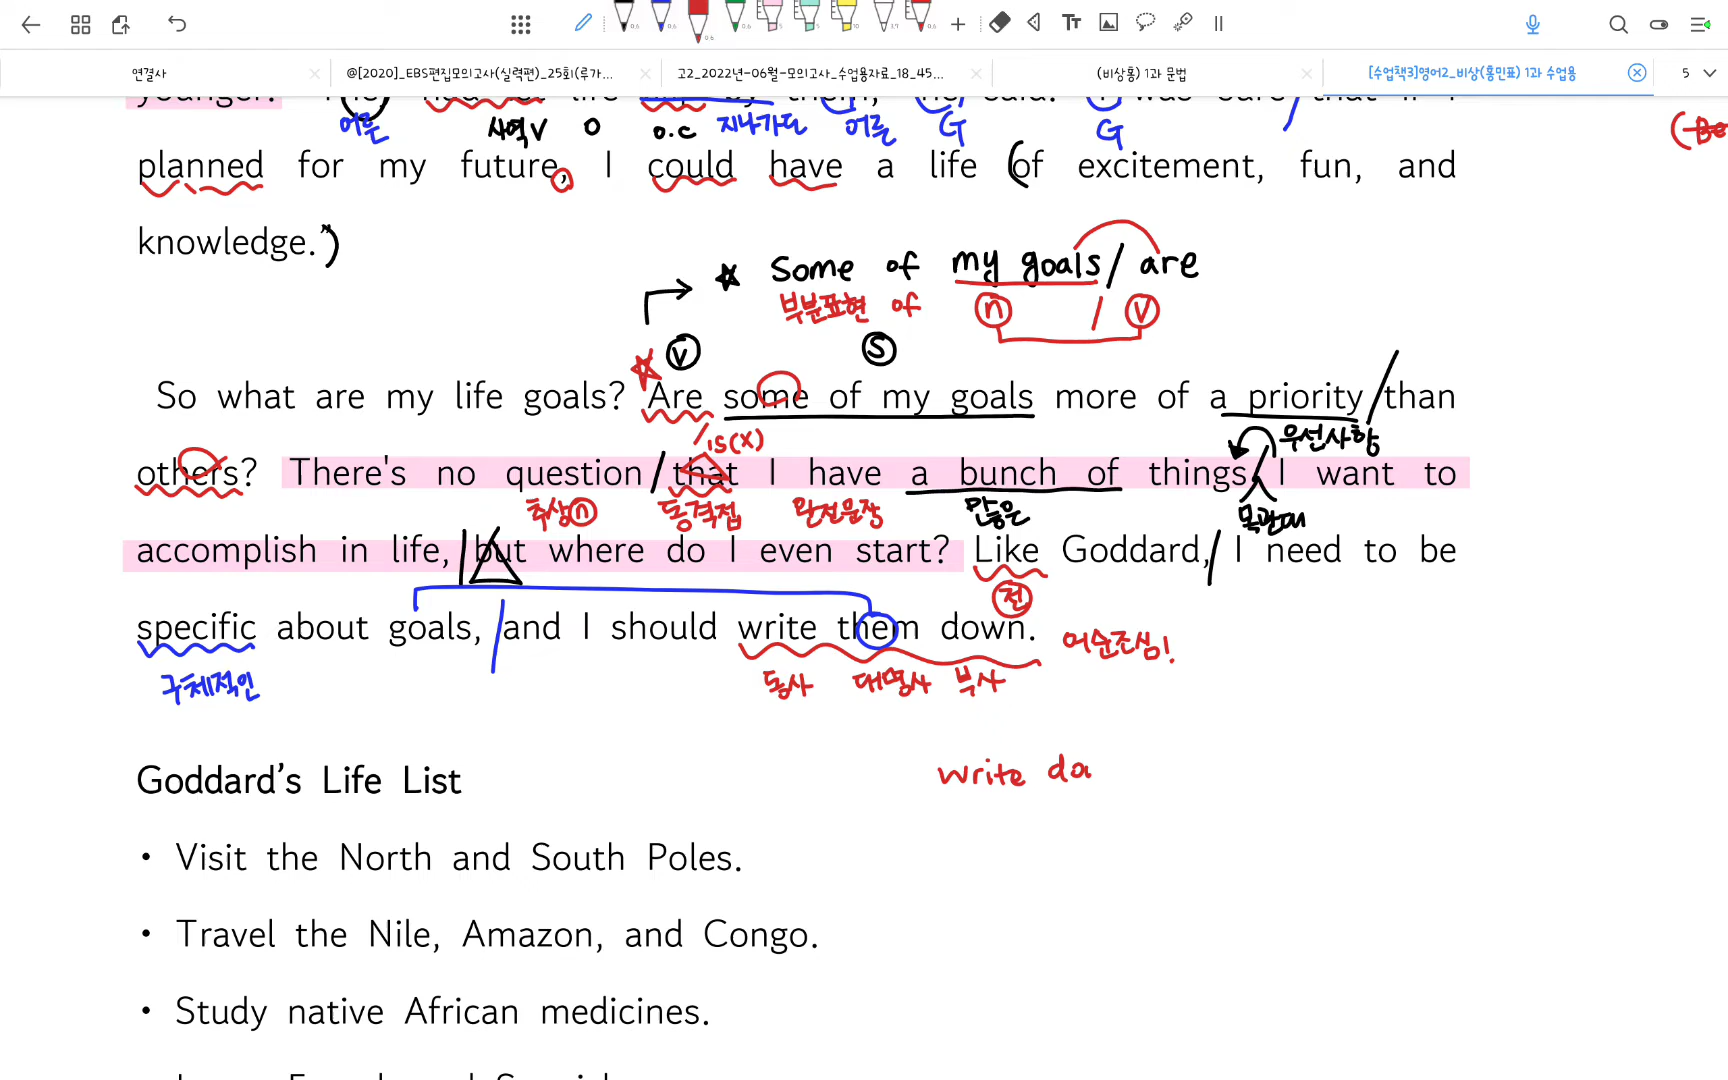 연결사
@[2020]_EBS편집모의고사(실력편)_25회(루가...
고2_2022년-06월-모의고사_수업용자료_18_45...
(비상홍) 1과 문법
[수업책3]영어2_비상(홍민표) 1과 수업용
5
어른 사역V O o.c 지나가다 어른 G G
planned for my future, I could have a life (of excitement, fun, and
knowledge.")
☆ Some of my goals / are
부분표현 of n / V
V S
So what are my life goals? Are some of my goals more of a priority / than
is(X) 우선사항
others? There's no question / that I have a bunch of things / I want to
추상n 동격접 완전문장 많은 목관대
accomplish in life, but where do I even start? Like Goddard, / I need to be
전
specific about goals, / and I should write them down. 어순조심!
구체적인 동사 대명사 부사
write do
Goddard's Life List
• Visit the North and South Poles.
• Travel the Nile, Amazon, and Congo.
• Study native African medicines.